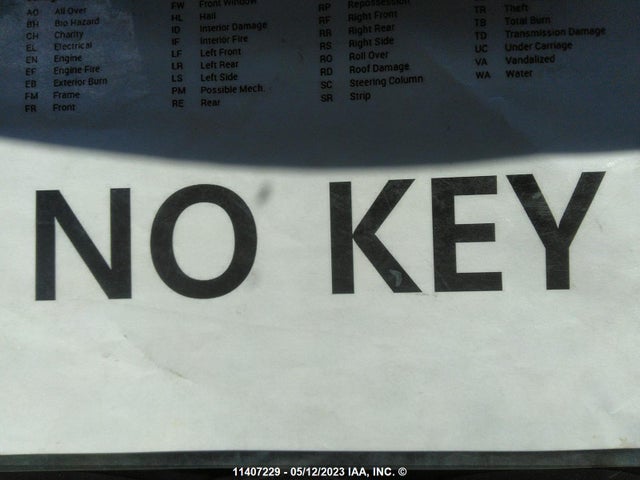 AO All Over
BH Bio Hazard
CH Charity
EL Electrical
EN Engine
EF Engine Fire
EB Exterior Burn
FM Frame
FR Front
FW Front Window
HL Hail
ID Interior Damage
IF Interior Fire
LF Left Front
LR Left Rear
LS Left Side
PM Possible Mech.
RE Rear
RP Repossession
RF Right Front
RR Right Rear
RS Right Side
RO Roll Over
RD Roof Damage
SC Steering Column
SR Strip
TR Theft
TB Total Burn
TD Transmission Damage
UC Under Carriage
VA Vandalized
WA Water
NO KEY
11407229 - 05/12/2023 IAA, INC. ©